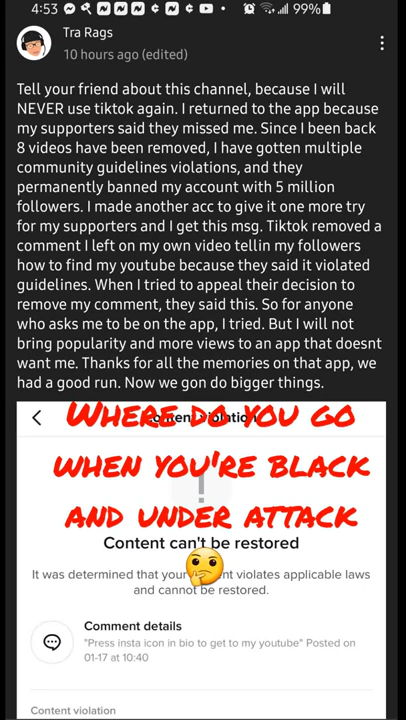 4:53
99%
Tra Rags
10 hours ago (edited)
Tell your friend about this channel, because I will
NEVER use tiktok again. I returned to the app because
my supporters said they missed me. Since I been back
8 videos have been removed, I have gotten multiple
community guidelines violations, and they
permanently banned my account with 5 million
followers. I made another acc to give it one more try
for my supporters and I get this msg. Tiktok removed a
comment I left on my own video tellin my followers
how to find my youtube because they said it violated
guidelines. When I tried to appeal their decision to
remove my comment, they said this. So for anyone
who asks me to be on the app, I tried. But I will not
bring popularity and more views to an app that doesnt
want me. Thanks for all the memories on that app, we
had a good run. Now we gon do bigger things.
Content violation
WHERE DO YOU GO
WHEN YOU'RE BLACK
AND UNDER ATTACK
Content can't be restored
It was determined that your violates applicable laws
and cannot be restored.
Comment details
"Press insta icon in bio to get to my youtube" Posted on
01-17 at 10:40
Content violation